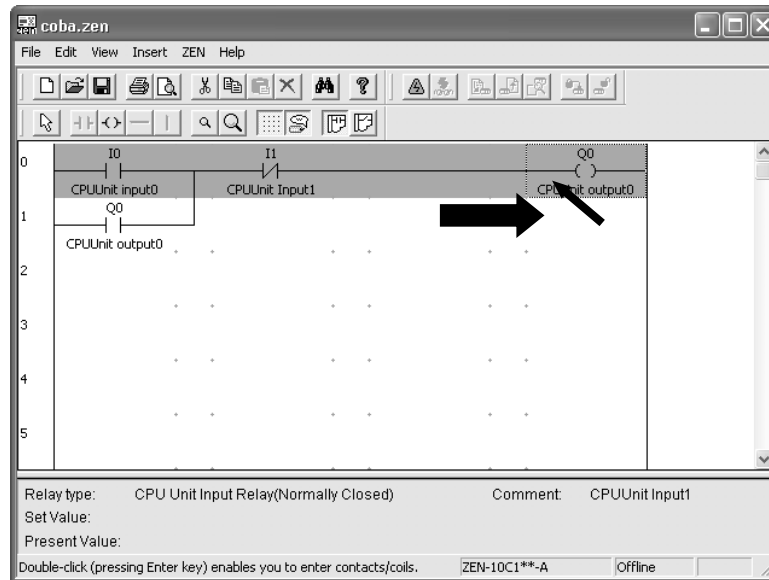 coba.zen
File Edit View Insert ZEN Help
0 I0 I1 Q0
CPUUnit input0 CPUUnit Input1 CPUUnit output0
1 Q0
CPUUnit output0
2
3
4
5
Relay type: CPU Unit Input Relay(Normally Closed) Comment: CPUUnit Input1
Set Value:
Present Value:
Double-click (pressing Enter key) enables you to enter contacts/coils. ZEN-10C1**-A Offline